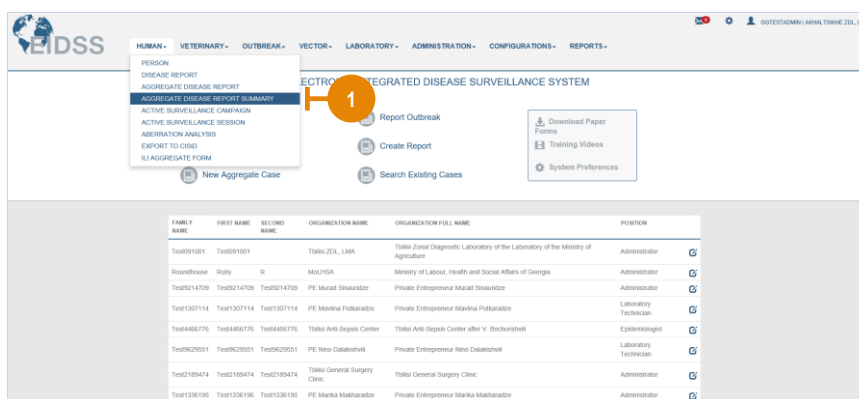 EIDSS
GOTESTADMIN | AKHALTSIKHE ZDL,
HUMAN VETERINARY OUTBREAK VECTOR LABORATORY ADMINISTRATION CONFIGURATIONS REPORTS
PERSON
DISEASE REPORT
AGGREGATE DISEASE REPORT
AGGREGATE DISEASE REPORT SUMMARY
ACTIVE SURVEILLANCE CAMPAIGN
ACTIVE SURVEILLANCE SESSION
ABERRATION ANALYSIS
EXPORT TO CISID
ILI AGGREGATE FORM
1
DISEASE SURVEILLANCE SYSTEM
Report Outbreak
Create Report
New Aggregate Case
Search Existing Cases
Download Paper
Forms
Training Videos
System Preferences
FAMILY NAME FIRST NAME SECOND NAME ORGANIZATION NAME ORGANIZATION FULL NAME POSITION
Test091001 Test091001 Tbilisi ZDL, LMA Tbilisi Zonal Diagnostic Laboratory of the Laboratory of the Ministry of Agriculture Administrator
Roundhouse Ruby R MoLHSA Ministry of Labour, Health and Social Affairs of Georgia Administrator
Test9214709 Test9214709 Test9214709 PE Murad Sinauridze Private Entrepreneur Murad Sinauridze Administrator
Test1307114 Test1307114 Test1307114 PE Mavlina Putkaradze Private Entrepreneur Mavlina Putkaradze Laboratory Technician
Test4466776 Test4466776 Test4466776 Tbilisi Anti-Sepsis Center Tbilisi Anti-Sepsis Center after V. Bochorishvili Epidemiologist
Test9629551 Test9629551 Test9629551 PE Nino Dalakishvili Private Entrepreneur Nino Dalakishvili Laboratory Technician
Test2189474 Test2189474 Test2189474 Tbilisi General Surgery Clinic Tbilisi General Surgery Clinic Administrator
Test1336195 Test1336196 Test1336195 PE Marika Makharadze Private Entrepreneur Marika Makharadze Administrator